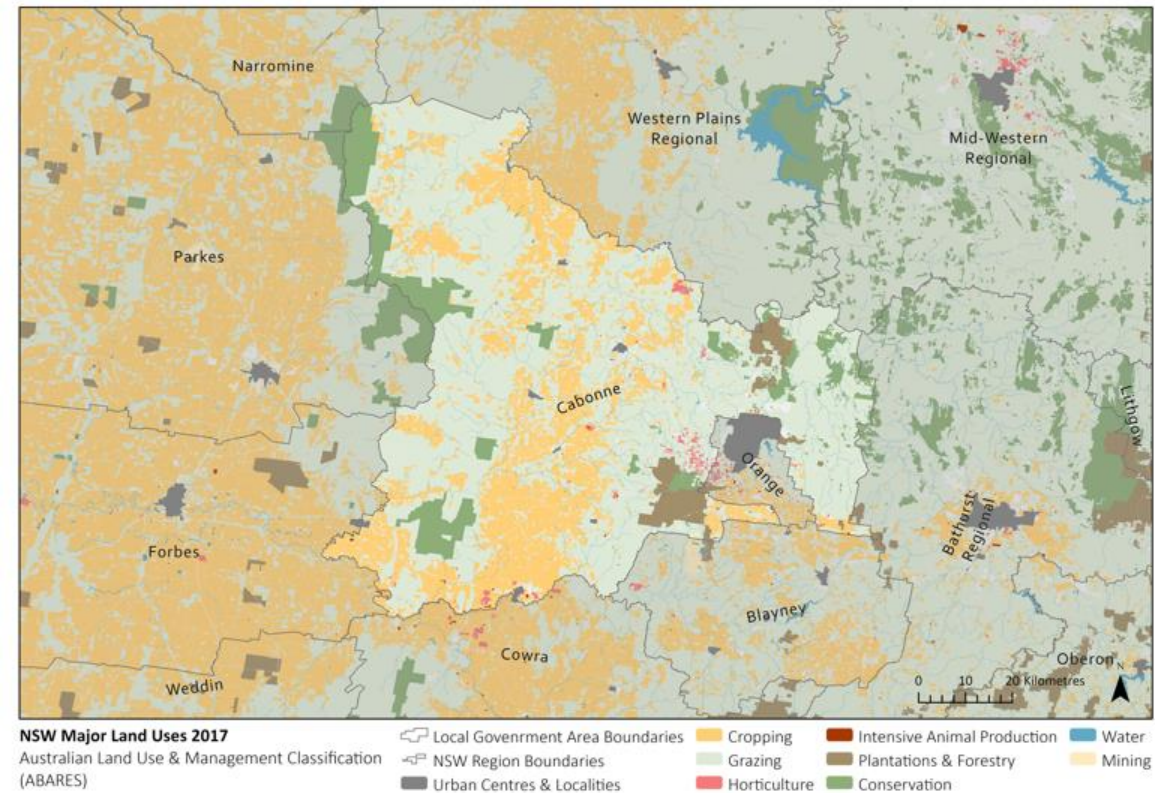 Narromine
Western Plains
Regional
Mid-Western
Regional
Parkes
Cabonne
Lithgow
Orange
Bathurst
Regional
Forbes
Blayney
Cowra
Oberon
N
0 10 20 Kilometres
Weddin
NSW Major Land Uses 2017
Australian Land Use & Management Classification
(ABARES)
Local Govenrment Area Boundaries
NSW Region Boundaries
Urban Centres & Localities
Cropping
Grazing
Horticulture
Intensive Animal Production
Plantations & Forestry
Conservation
Water
Mining